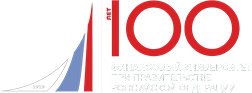 ЛЕТ
100
ФИНАНСОВЫЙ УНИВЕРСИТЕТ
ПРИ ПРАВИТЕЛЬСТВЕ
РОССИЙСКОЙ ФЕДЕРАЦИИ